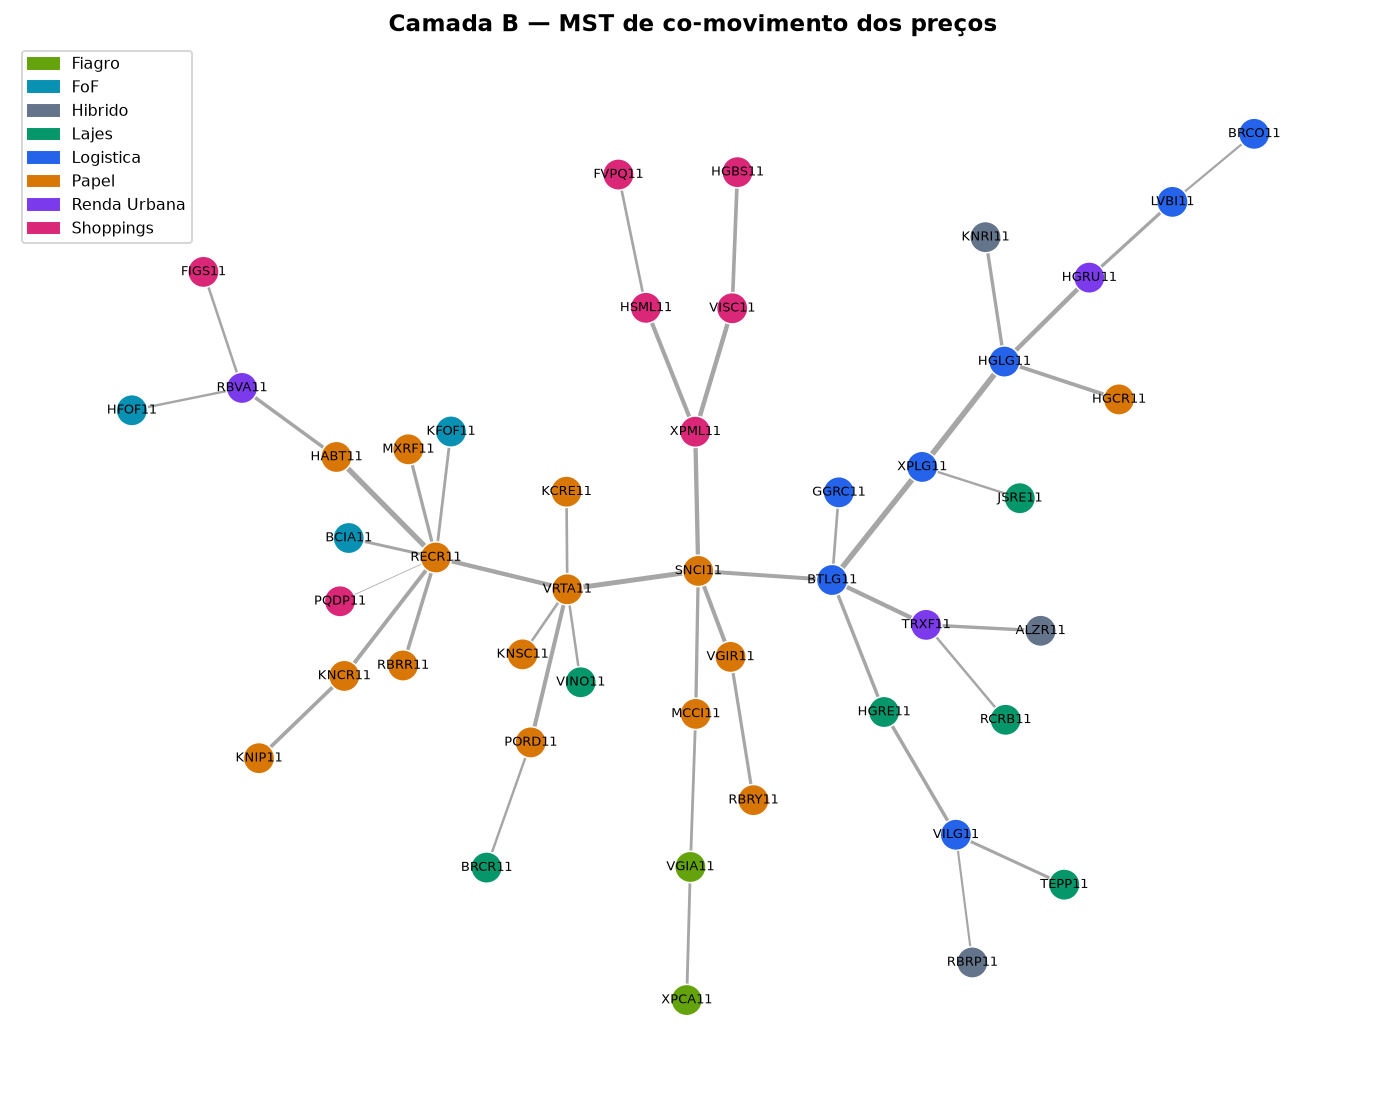 Camada B — MST de co-movimento dos preços
Fiagro
FoF
Hibrido
Lajes
Logistica
Papel
Renda Urbana
Shoppings
BRCO11
FVPQ11
HGBS11
LVBI11
KNRI11
FIGS11
HGRU11
HSML11
VISC11
HGLG11
RBVA11
HFOF11
HGCR11
KFOF11
XPML11
MXRF11
HABT11
XPLG11
KCRE11
GGRC11
JSRE11
BCIA11
RECR11
SNCI11
BTLG11
VRTA11
PQDP11
TRXF11
ALZR11
KNSC11
VGIR11
RBRR11
KNCR11
VINO11
HGRE11
MCCI11
RCRB11
PORD11
KNIP11
RBRY11
VILG11
BRCR11
VGIA11
TEPP11
RBRP11
XPCA11